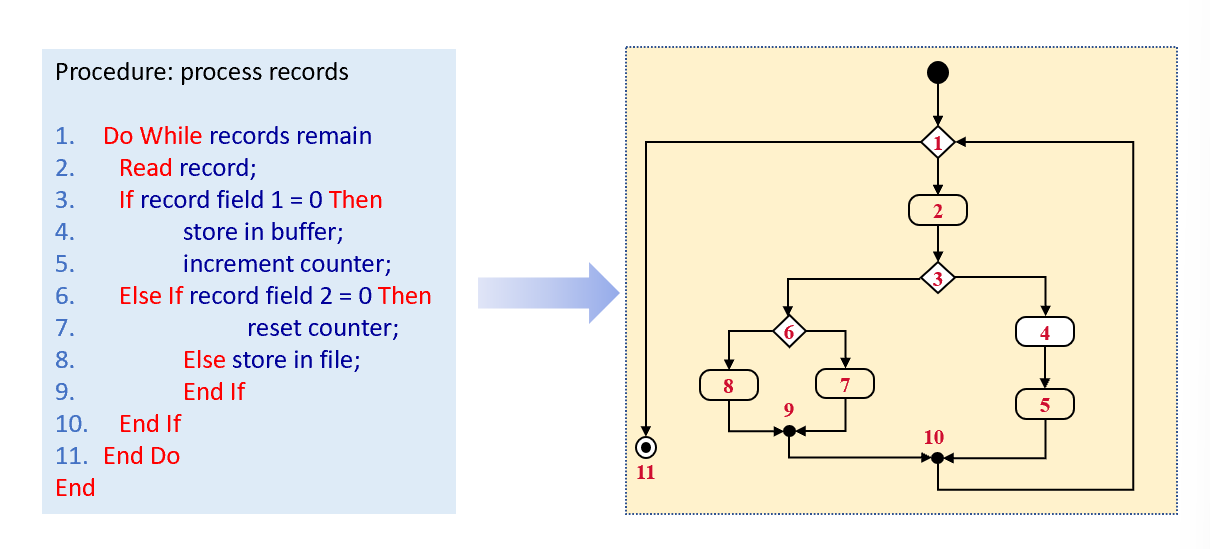 Procedure: process records
1. Do While records remain
2. Read record;
3. If record field 1 = 0 Then
4. store in buffer;
5. increment counter;
6. Else If record field 2 = 0 Then
7. reset counter;
8. Else store in file;
9. End If
10. End If
11. End Do
End
1
2
3
6
4
8
7
5
9
10
11